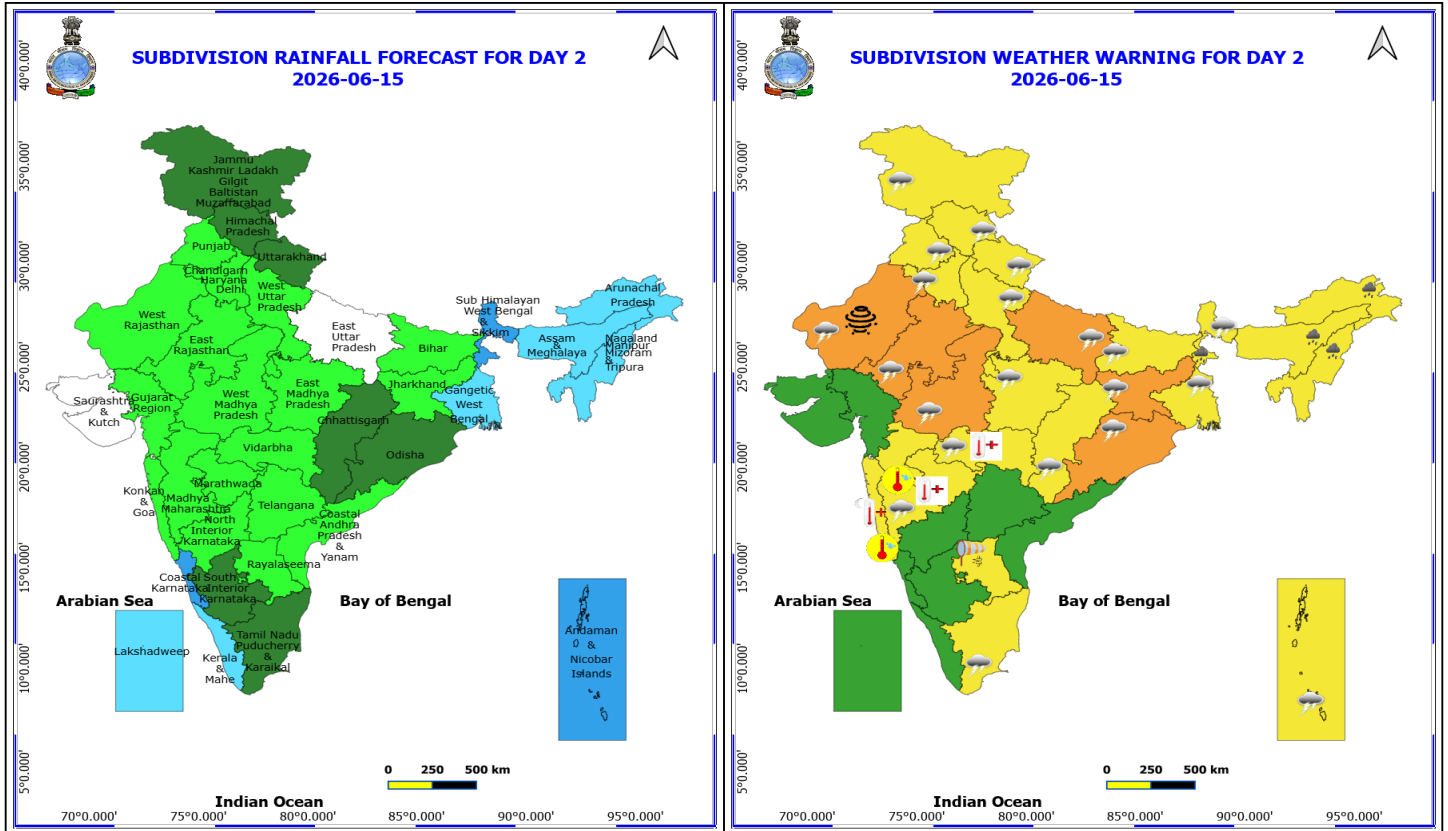 SUBDIVISION RAINFALL FORECAST FOR DAY 2
2026-06-15
40°0.000'
35°0.000'
30°0.000'
25°0.000'
20°0.000'
15°0.000'
10°0.000'
5°0.000'
Jammu
Kashmir Ladakh
Gilgit
Baltistan
Muzaffarabad
Himachal
Pradesh
Punjab
Uttarakhand
Chandigarh
Haryana
Delhi
West
Uttar
Pradesh
West
Rajasthan
East
Rajasthan
East
Uttar
Pradesh
Sub Himalayan
West Bengal
&
Sikkim
Arunachal
Pradesh
Assam
&
Meghalaya
Nagaland
Manipur
Mizoram
&
Tripura
Bihar
Jharkhand
Gangetic
West
Bengal
Saurashtra
&
Kutch
Gujarat
Region
West
Madhya
Pradesh
East
Madhya
Pradesh
Chhattisgarh
Odisha
Vidarbha
Marathwada
Konkan
&
Goa
Madhya
Maharashtra
North
Interior
Karnataka
Telangana
Coastal
Andhra
Pradesh
&
Yanam
Rayalaseema
Coastal
Karnataka
South
Interior
Karnataka
Tamil Nadu
Puducherry
&
Karaikal
Kerala
&
Mahe
Lakshadweep
Andaman
&
Nicobar
Islands
Arabian Sea
Bay of Bengal
0 250 500 km
Indian Ocean
70°0.000' 75°0.000' 80°0.000' 85°0.000' 90°0.000' 95°0.000'
SUBDIVISION WEATHER WARNING FOR DAY 2
2026-06-15
40°0.000'
35°0.000'
30°0.000'
25°0.000'
20°0.000'
15°0.000'
10°0.000'
5°0.000'
Arabian Sea
Bay of Bengal
0 250 500 km
Indian Ocean
70°0.000' 75°0.000' 80°0.000' 85°0.000' 90°0.000' 95°0.000'